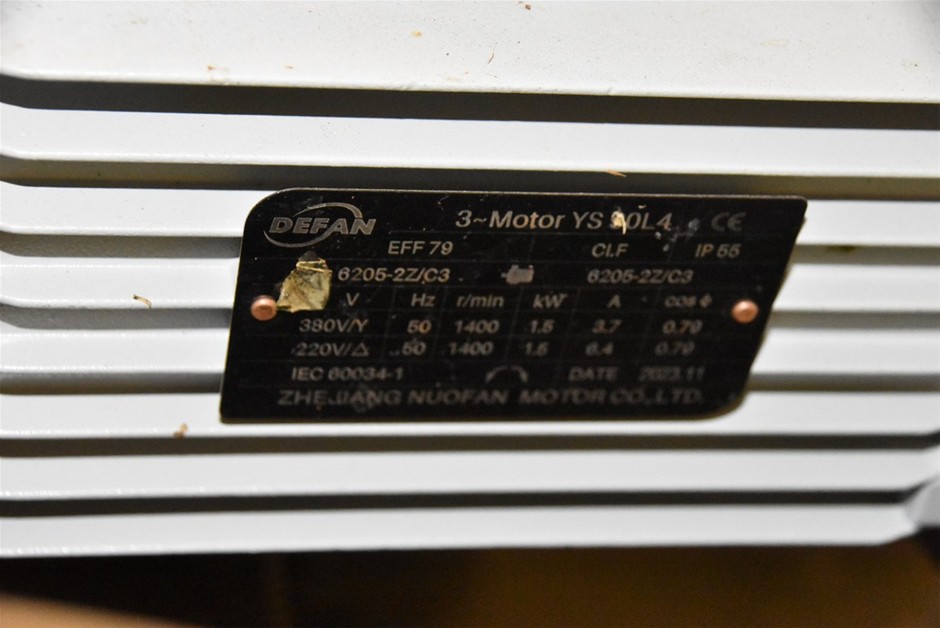 DEFAN
3~Motor YS 90L4 CE
EFF 79 CI.F IP 55
6205-2Z/C3 6205-2Z/C3
V Hz r/min kW A cos ϕ
380V/Y 50 1400 1.5 3.7 0.79
220V/△ 50 1400 1.5 6.4 0.79
IEC 60034-1 DATE 2023.11
ZHEJIANG NUOFAN MOTOR CO., LTD.